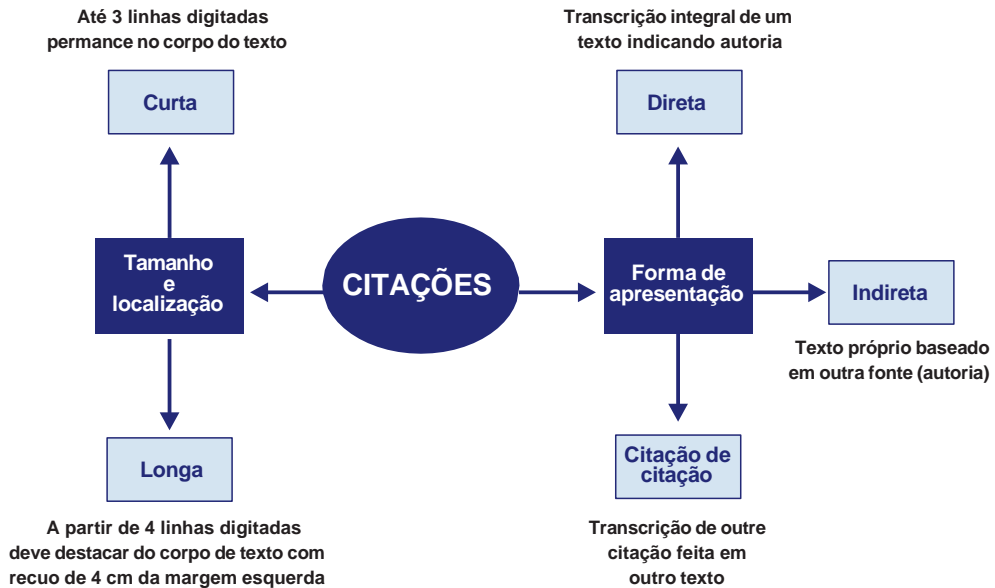 Até 3 linhas digitadas
permance no corpo do texto
Curta
Tamanho
e
localização
Longa
A partir de 4 linhas digitadas
deve destacar do corpo de texto com
recuo de 4 cm da margem esquerda
CITAÇÕES
Transcrição integral de um
texto indicando autoria
Direta
Forma de
apresentação
Indireta
Texto próprio baseado
em outra fonte (autoria)
Citação de
citação
Transcrição de outre
citação feita em
outro texto